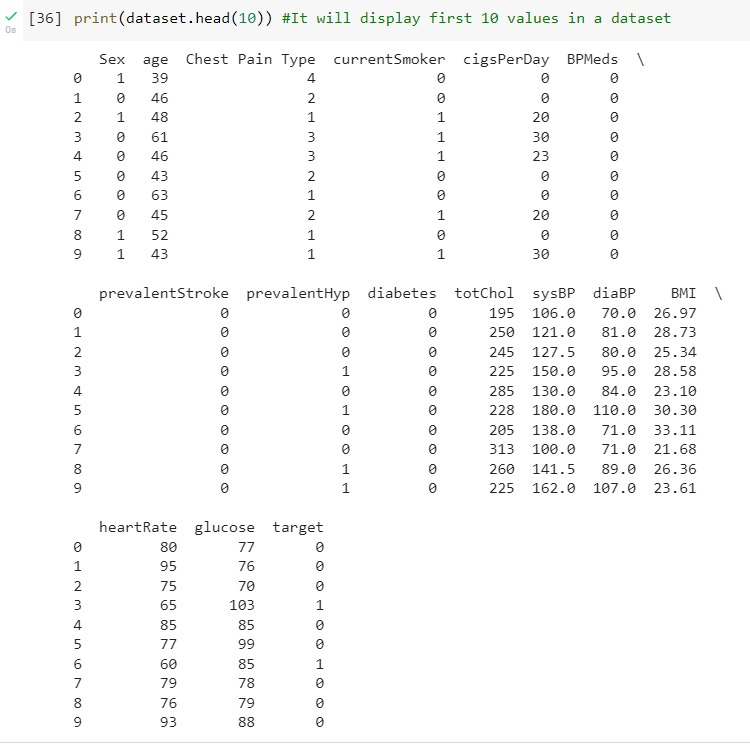 [36] print(dataset.head(10)) #It will display first 10 values in a dataset
0s
Sex age Chest Pain Type currentSmoker cigsPerDay BPMeds \
0 1 39 4 0 0 0
1 0 46 2 0 0 0
2 1 48 1 1 20 0
3 0 61 3 1 30 0
4 0 46 3 1 23 0
5 0 43 2 0 0 0
6 0 63 1 0 0 0
7 0 45 2 1 20 0
8 1 52 1 0 0 0
9 1 43 1 1 30 0
prevalentStroke prevalentHyp diabetes totChol sysBP diaBP BMI \
0 0 0 0 195 106.0 70.0 26.97
1 0 0 0 250 121.0 81.0 28.73
2 0 0 0 245 127.5 80.0 25.34
3 0 1 0 225 150.0 95.0 28.58
4 0 0 0 285 130.0 84.0 23.10
5 0 1 0 228 180.0 110.0 30.30
6 0 0 0 205 138.0 71.0 33.11
7 0 0 0 313 100.0 71.0 21.68
8 0 1 0 260 141.5 89.0 26.36
9 0 1 0 225 162.0 107.0 23.61
heartRate glucose target
0 80 77 0
1 95 76 0
2 75 70 0
3 65 103 1
4 85 85 0
5 77 99 0
6 60 85 1
7 79 78 0
8 76 79 0
9 93 88 0